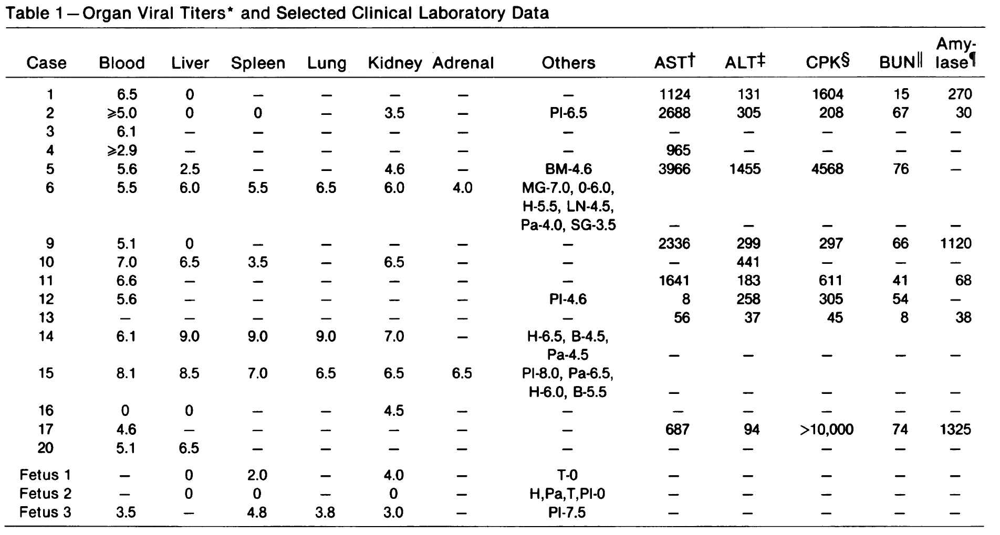 Table 1—Organ Viral Titers* and Selected Clinical Laboratory Data
Amy-
Case Blood Liver Spleen Lung Kidney Adrenal Others AST† ALT‡ CPK§ BUN‖ lase¶
1 6.5 0 — — — — — 1124 131 1604 15 270
2 ⩾5.0 0 0 — 3.5 — Pl-6.5 2688 305 208 67 30
3 6.1 — — — — — — — — — — —
4 ⩾2.9 — — — — — — 965 — — — —
5 5.6 2.5 — — 4.6 — BM-4.6 3966 1455 4568 76 —
6 5.5 6.0 5.5 6.5 6.0 4.0 MG-7.0, 0-6.0,
H-5.5, LN-4.5,
Pa-4.0, SG-3.5 — — — — —
9 5.1 0 — — — — — 2336 299 297 66 1120
10 7.0 6.5 3.5 — 6.5 — — — 441 — — —
11 6.6 — — — — — — 1641 183 611 41 68
12 5.6 — — — — — Pl-4.6 8 258 305 54 —
13 — — — — — — — 56 37 45 8 38
14 6.1 9.0 9.0 9.0 7.0 — H-6.5, B-4.5,
Pa-4.5 — — — — —
15 8.1 8.5 7.0 6.5 6.5 6.5 Pl-8.0, Pa-6.5,
H-6.0, B-5.5 — — — — —
16 0 0 — — 4.5 — — — — — — —
17 4.6 — — — — — — 687 94 >10,000 74 1325
20 5.1 6.5 — — — — — — — — — —
Fetus 1 — 0 2.0 — 4.0 — T-0 — — — — —
Fetus 2 — 0 0 — 0 — H,Pa,T,Pl-0 — — — — —
Fetus 3 3.5 — 4.8 3.8 3.0 — Pl-7.5 — — — — —